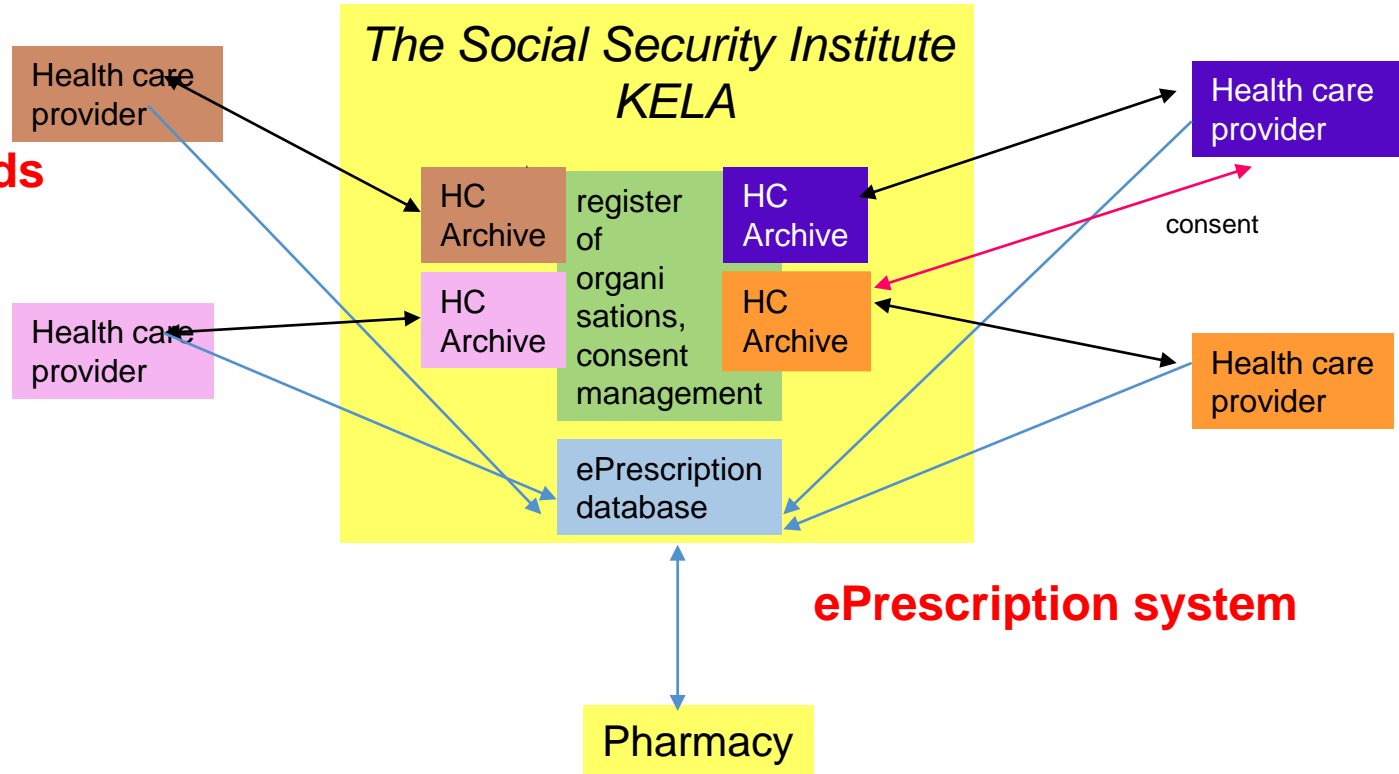 The Social Security Institute
KELA
Health care
provider
ds
Health care
provider
HC
Archive
register
of
organi
sations,
consent
management
HC
Archive
Health care
provider
consent
HC
Archive
HC
Archive
Health care
provider
ePrescription
database
ePrescription system
Pharmacy